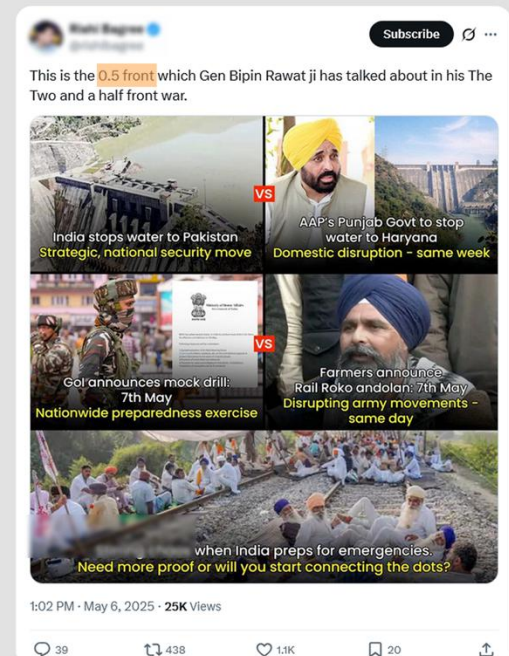 Subscribe
This is the 0.5 front which Gen Bipin Rawat ji has talked about in his The
Two and a half front war.
India stops water to Pakistan
Strategic, national security move
VS
AAP's Punjab Govt to stop
water to Haryana
Domestic disruption - same week
GoI announces mock drill:
7th May
Nationwide preparedness exercise
VS
Farmers announce
Rail Roko andolan: 7th May
Disrupting army movements -
same day
when India preps for emergencies.
Need more proof or will you start connecting the dots?
1:02 PM · May 6, 2025 · 25K Views
39
438
1.1K
20